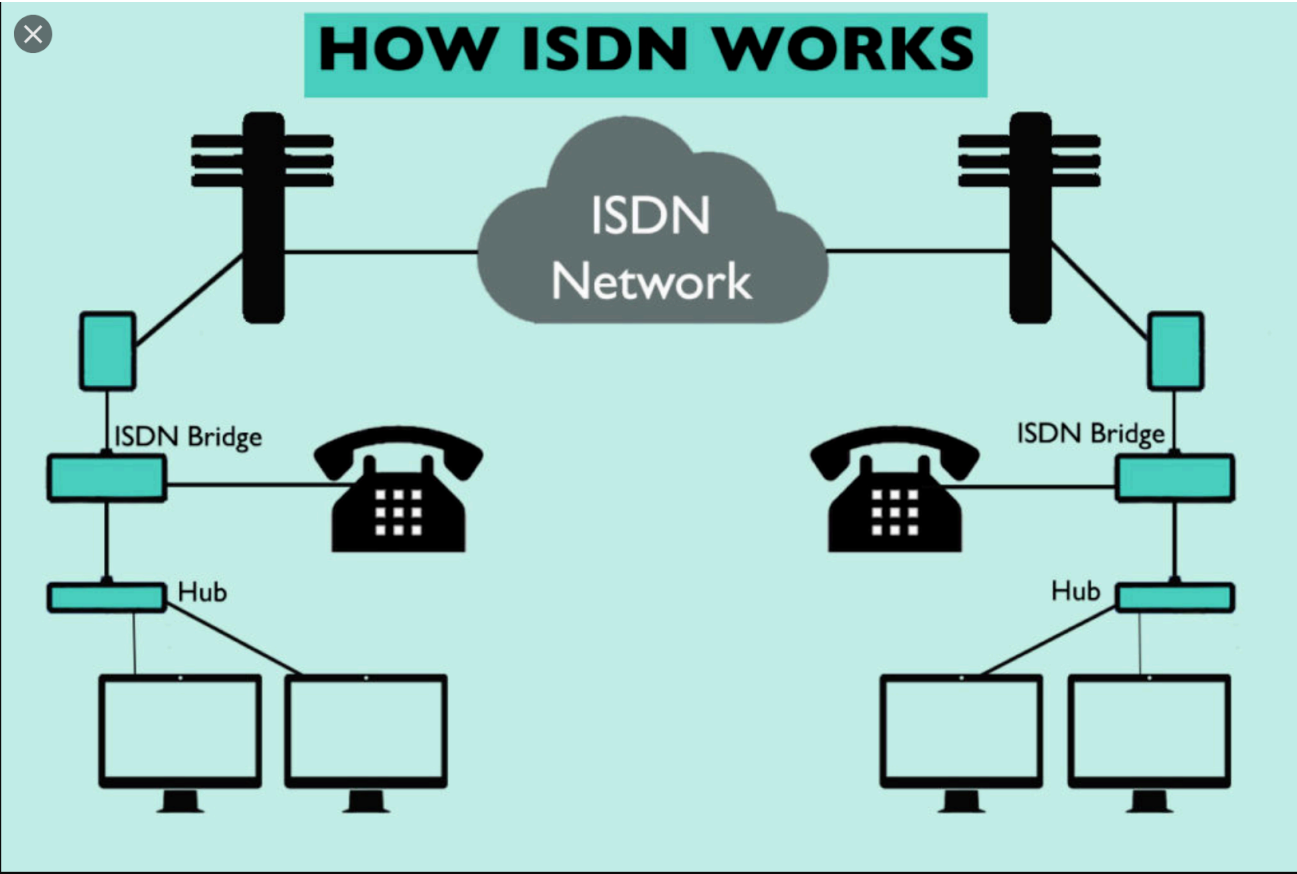 HOW ISDN WORKS
ISDN
Network
ISDN Bridge
ISDN Bridge
Hub
Hub